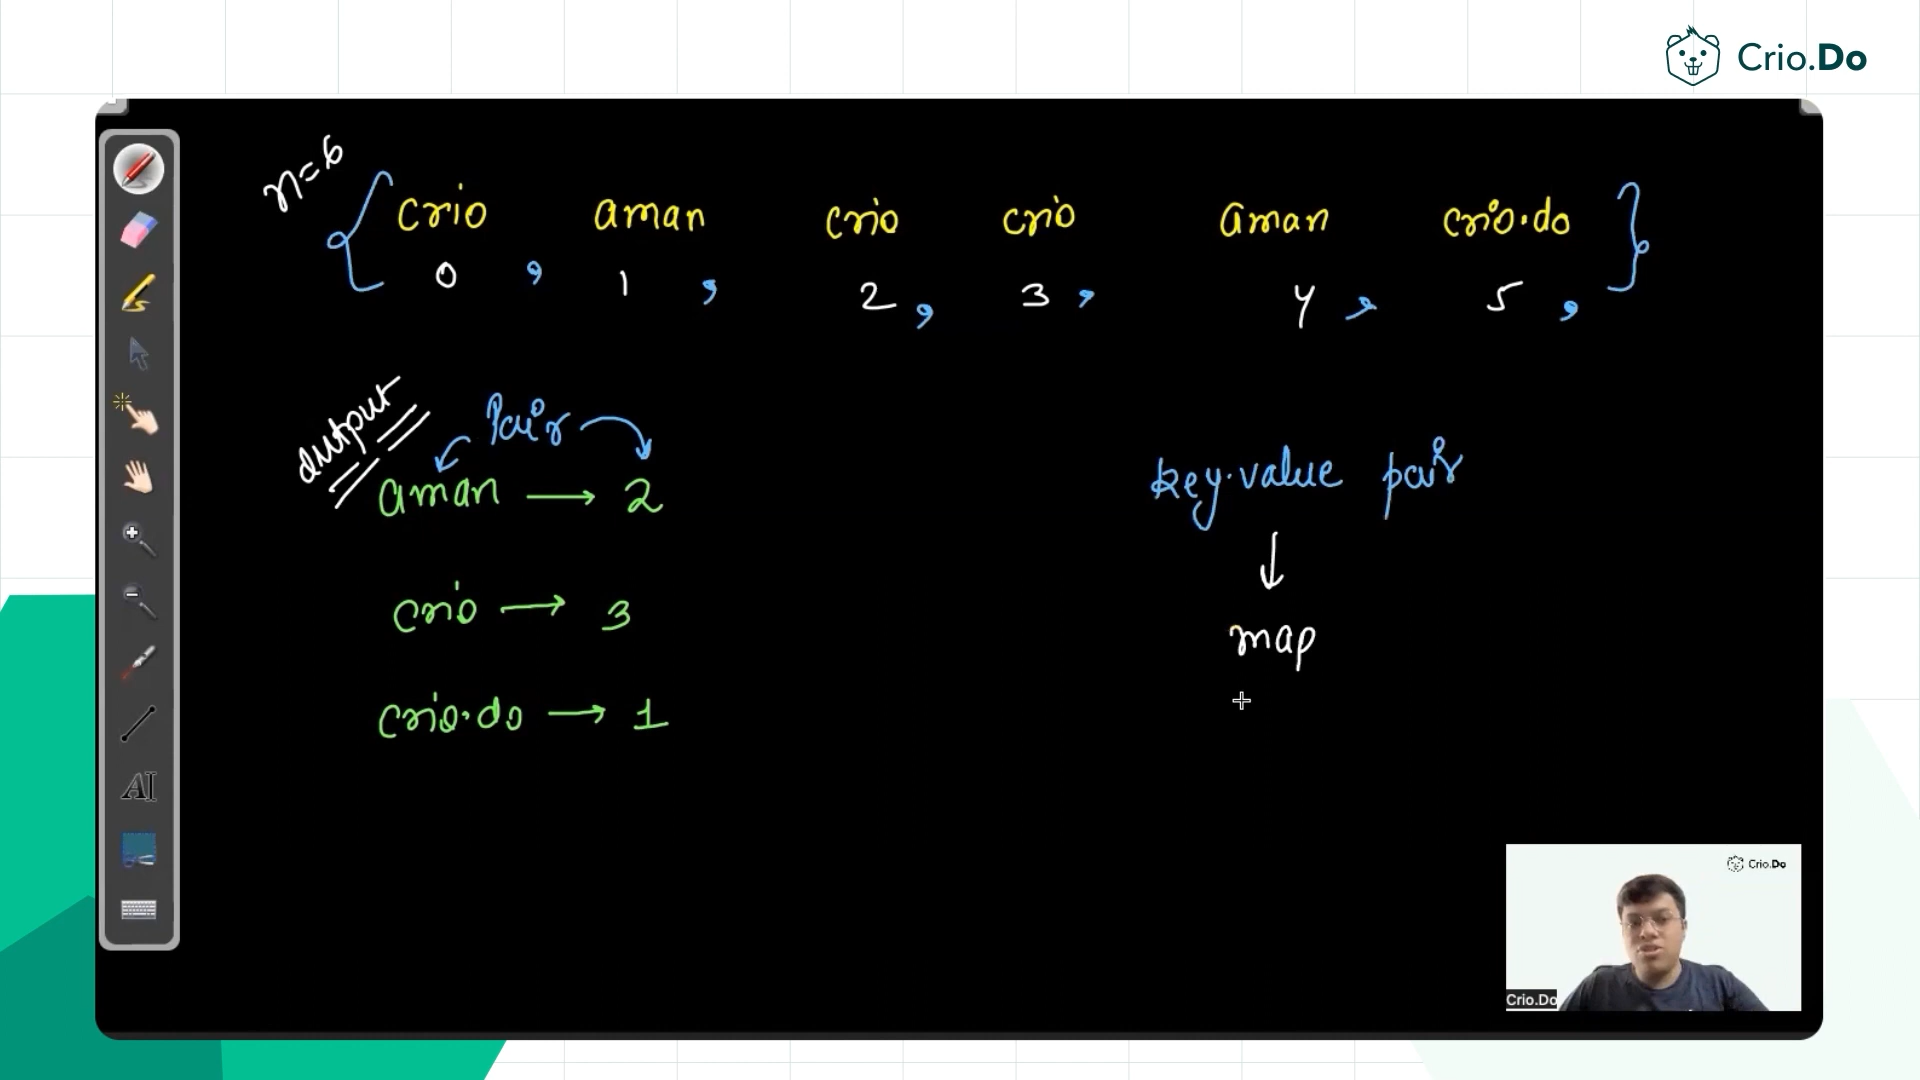 Crio.Do
n=6
{ crio aman crio crio aman crio.do }
0 , 1 , 2 , 3 , 4 , 5 ,
output
Pair
aman → 2
key.value pair
↓
crio → 3
map
crio.do → 1
AI
Crio.Do
Crio.Do